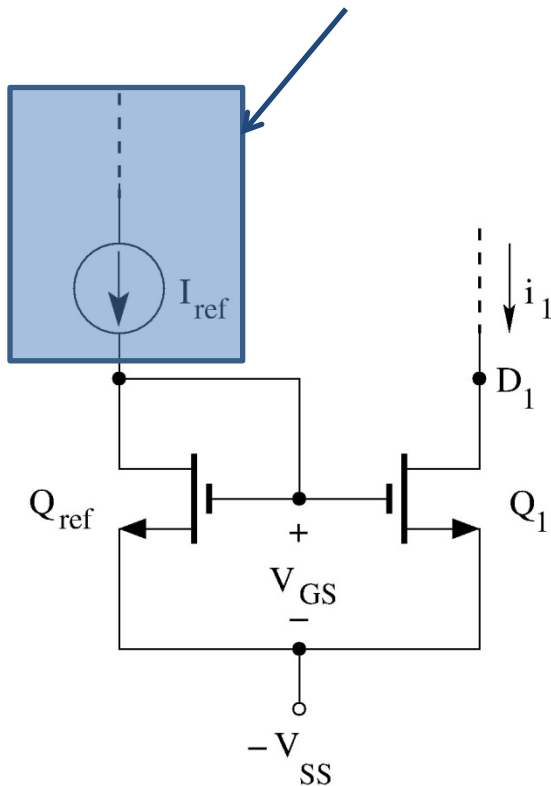 I_ref
i_1
D_1
Q_ref
Q_1
+
V_GS
−
−V_SS